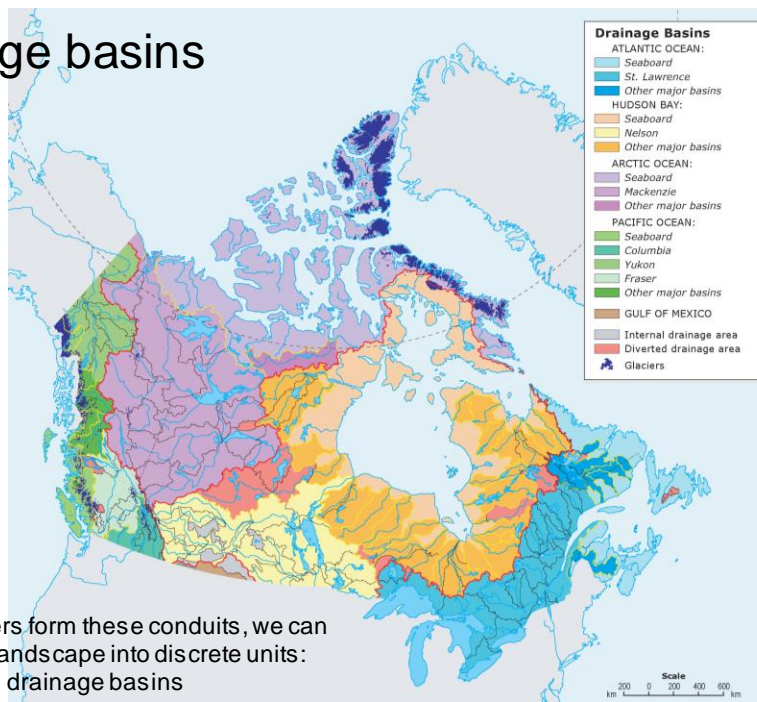 ge basins
Drainage Basins
ATLANTIC OCEAN:
Seaboard
St. Lawrence
Other major basins
HUDSON BAY:
Seaboard
Nelson
Other major basins
ARCTIC OCEAN:
Seaboard
Mackenzie
Other major basins
PACIFIC OCEAN:
Seaboard
Columbia
Yukon
Fraser
Other major basins
GULF OF MEXICO
Internal drainage area
Diverted drainage area
Glaciers
ers form these conduits, we can
andscape into discrete units:
drainage basins
Scale
km 200 0 200 400 600 km